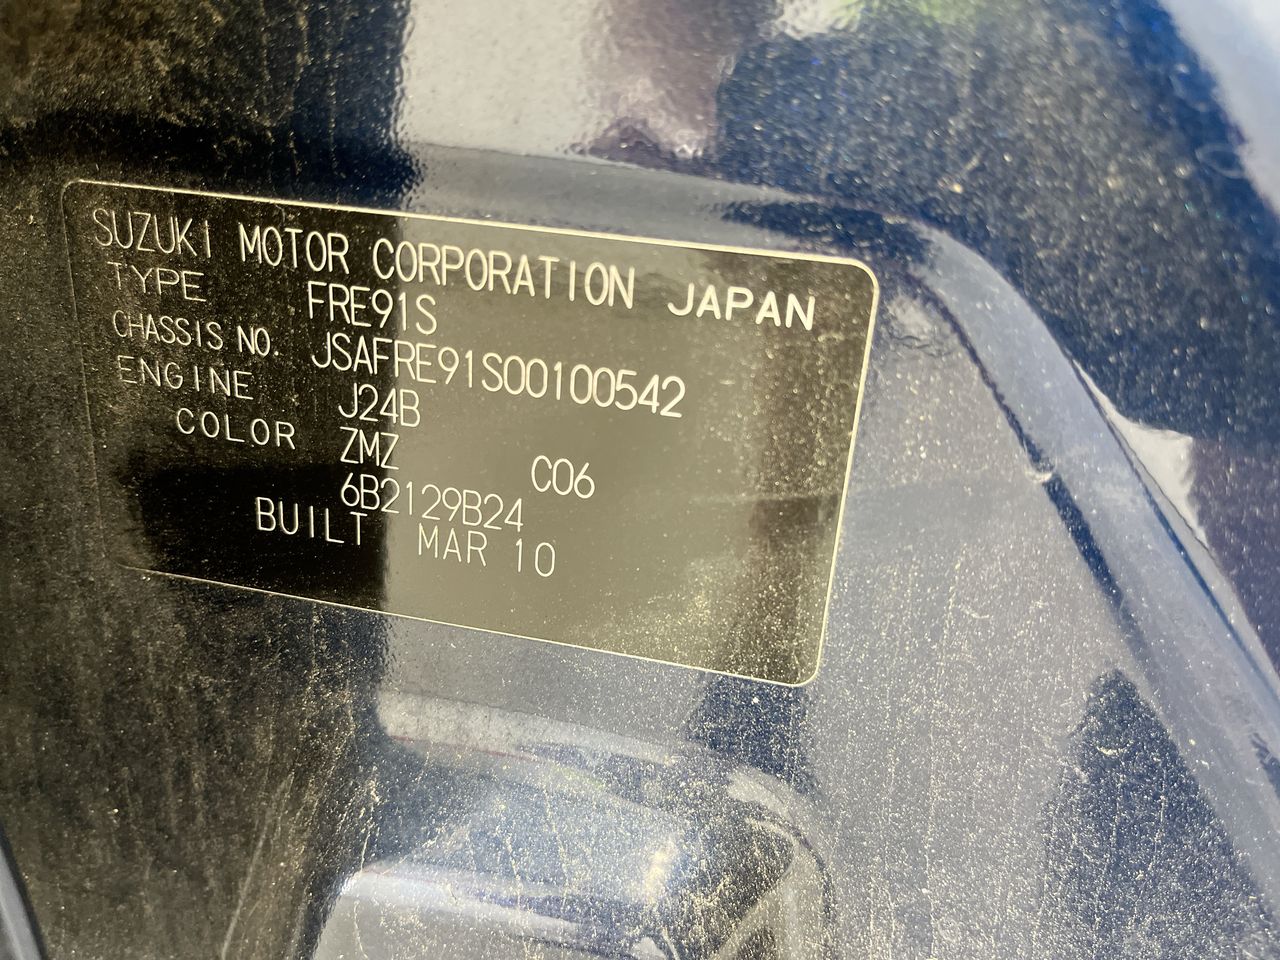 SUZUKI MOTOR CORPORATION JAPAN
TYPE FRE91S
CHASSIS NO. JSAFRE91S00100542
ENGINE J24B
COLOR ZMZ C06
6B2129B24
BUILT MAR 10